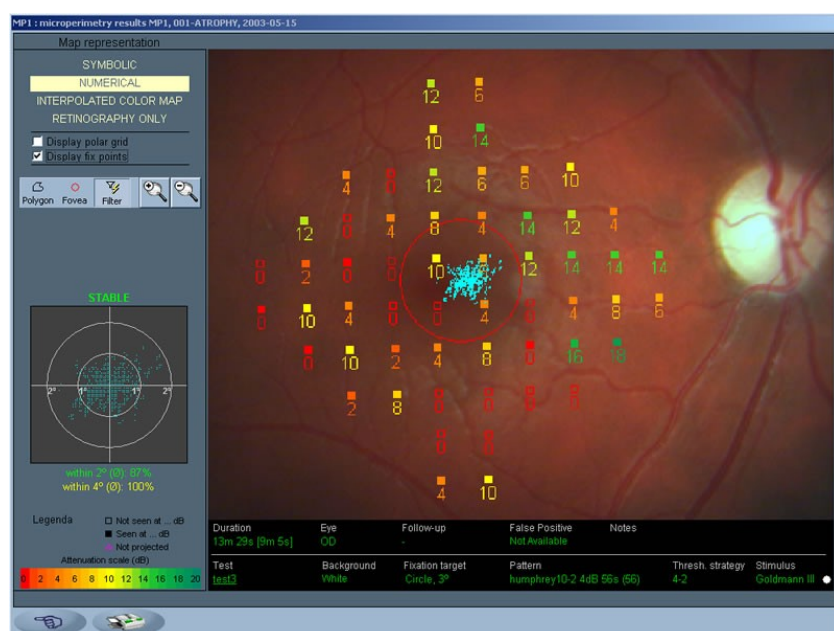 MP1 : microperimetry results MP1, 001-ATROPHY, 2003-05-15
Map representation
SYMBOLIC
NUMERICAL
INTERPOLATED COLOR MAP
RETINOGRAPHY ONLY
Display polar grid
Display fix points
Polygon Fovea Filter
STABLE
2° 1° 1° 2°
within 2° (Ø): 87%
within 4° (Ø): 100%
Legenda
Not seen at ... dB
Seen at ... dB
Not projected
Attenuation scale (dB)
0 2 4 6 8 10 12 14 16 18 20
12 6
10 14
4 0 12 6 6 10
12 0 4 8 4 14 12 4
0 2 0 0 10 12 14 14 14
0 10 4 0 0 4 0 4 8 6
0 10 2 4 8 0 16 18
2 8 0 0 0 0
0 0
4 10
Duration Eye Follow-up False Positive Notes
13m 29s [9m 5s] OD - Not Available
Test Background Fixation target Pattern Thresh. strategy Stimulus
test3 White Circle, 3° humphrey10-2 4dB 56s (56) 4-2 Goldmann III